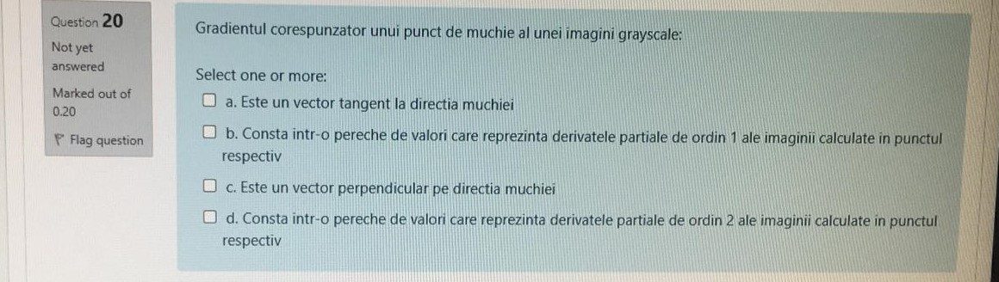 Question 20
Not yet
answered
Marked out of
0.20
Flag question
Gradientul corespunzator unui punct de muchie al unei imagini grayscale:
Select one or more:
a. Este un vector tangent la directia muchiei
b. Consta intr-o pereche de valori care reprezinta derivatele partiale de ordin 1 ale imaginii calculate in punctul
respectiv
c. Este un vector perpendicular pe directia muchiei
d. Consta intr-o pereche de valori care reprezinta derivatele partiale de ordin 2 ale imaginii calculate in punctul
respectiv